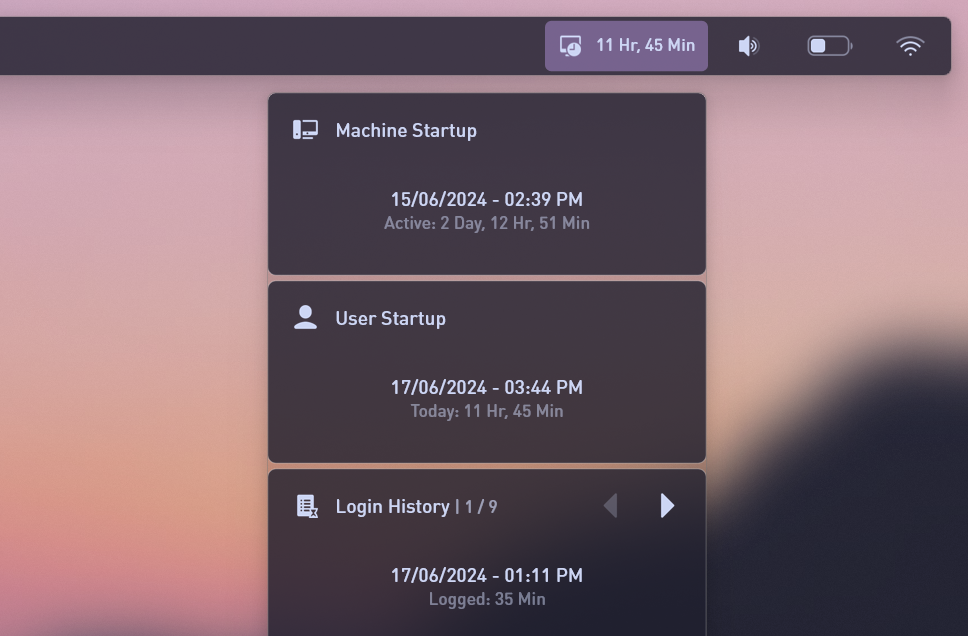 11 Hr, 45 Min
Machine Startup
15/06/2024 - 02:39 PM
Active: 2 Day, 12 Hr, 51 Min
User Startup
17/06/2024 - 03:44 PM
Today: 11 Hr, 45 Min
Login History | 1 / 9
17/06/2024 - 01:11 PM
Logged: 35 Min